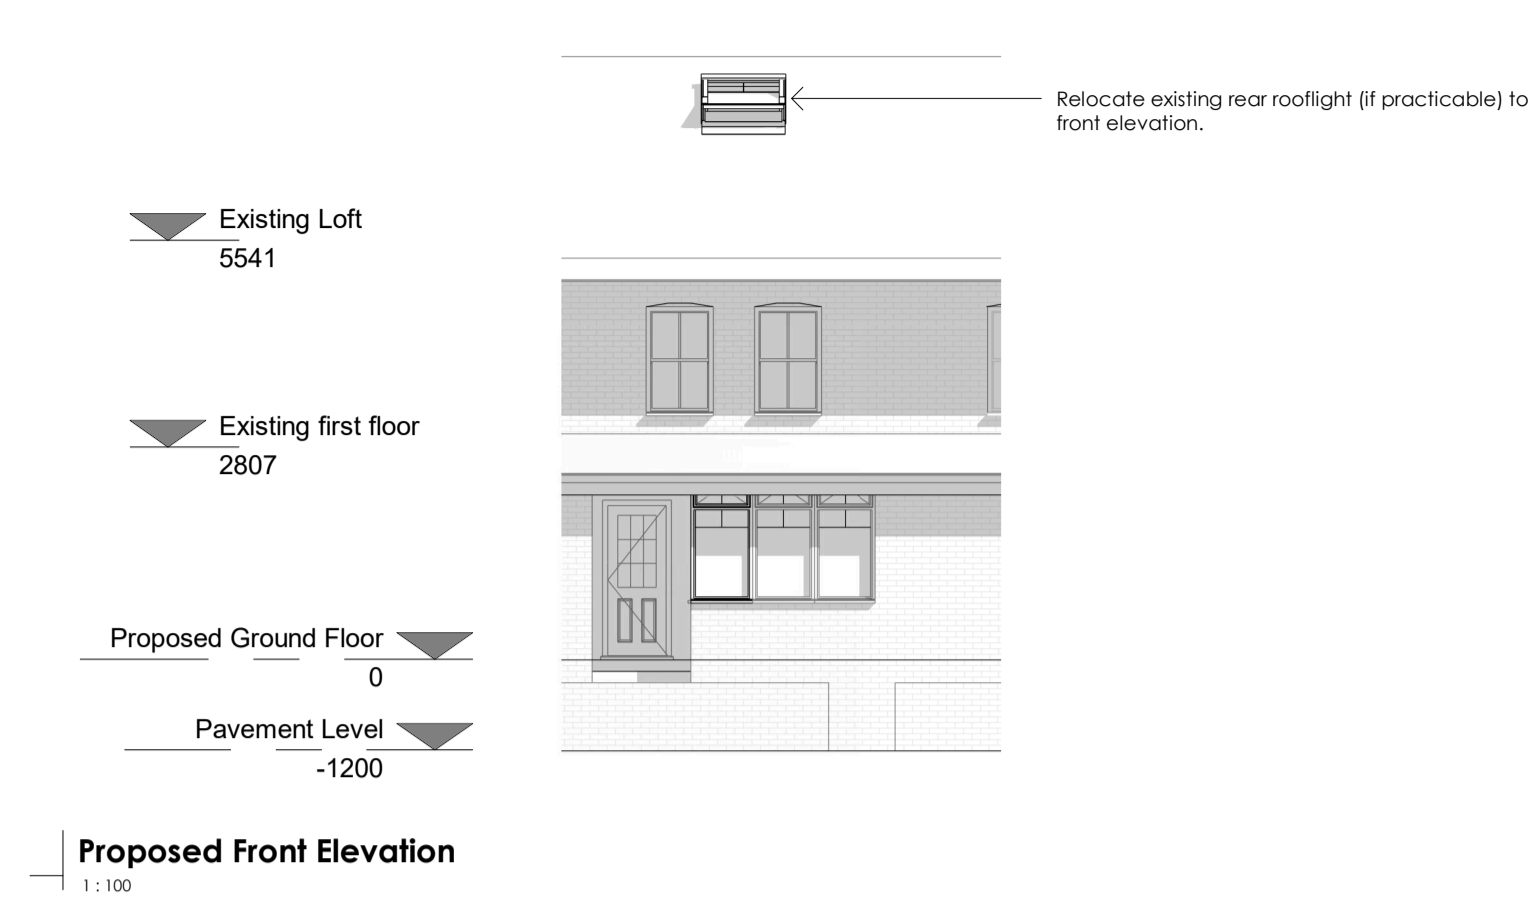 Relocate existing rear rooflight (if practicable) to
front elevation.
Existing Loft
5541
Existing first floor
2807
Proposed Ground Floor
0
Pavement Level
-1200
Proposed Front Elevation
1 : 100